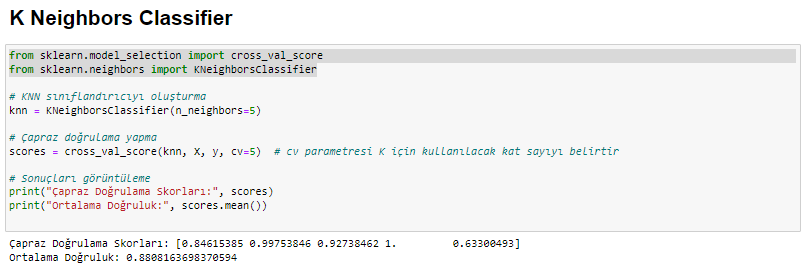 K Neighbors Classifier
from sklearn.model_selection import cross_val_score
from sklearn.neighbors import KNeighborsClassifier
# KNN sınıflandırıcıyı oluşturma
knn = KNeighborsClassifier(n_neighbors=5)
# Çapraz doğrulama yapma
scores = cross_val_score(knn, X, y, cv=5)  # cv parametresi K için kullanılacak kat sayıyı belirtir
# Sonuçları görüntüleme
print("Çapraz Doğrulama Skorları:", scores)
print("Ortalama Doğruluk:", scores.mean())
Çapraz Doğrulama Skorları: [0.84615385 0.99753846 0.92738462 1.         0.63300493]
Ortalama Doğruluk: 0.8808163698370594